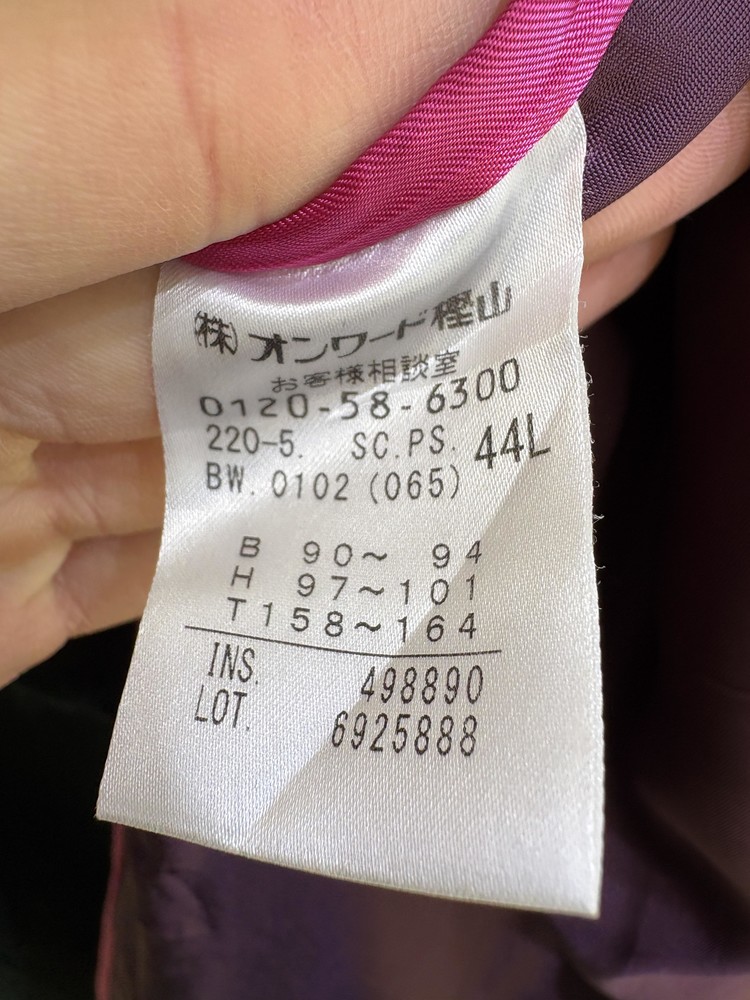 ㈱オンワード樫山
お客様相談室
0120-58-6300
220-5. SC.PS. 44L
BW. 0102 (065)
B 90~ 94
H 97~101
T158~164
INS. 498890
LOT. 6925888